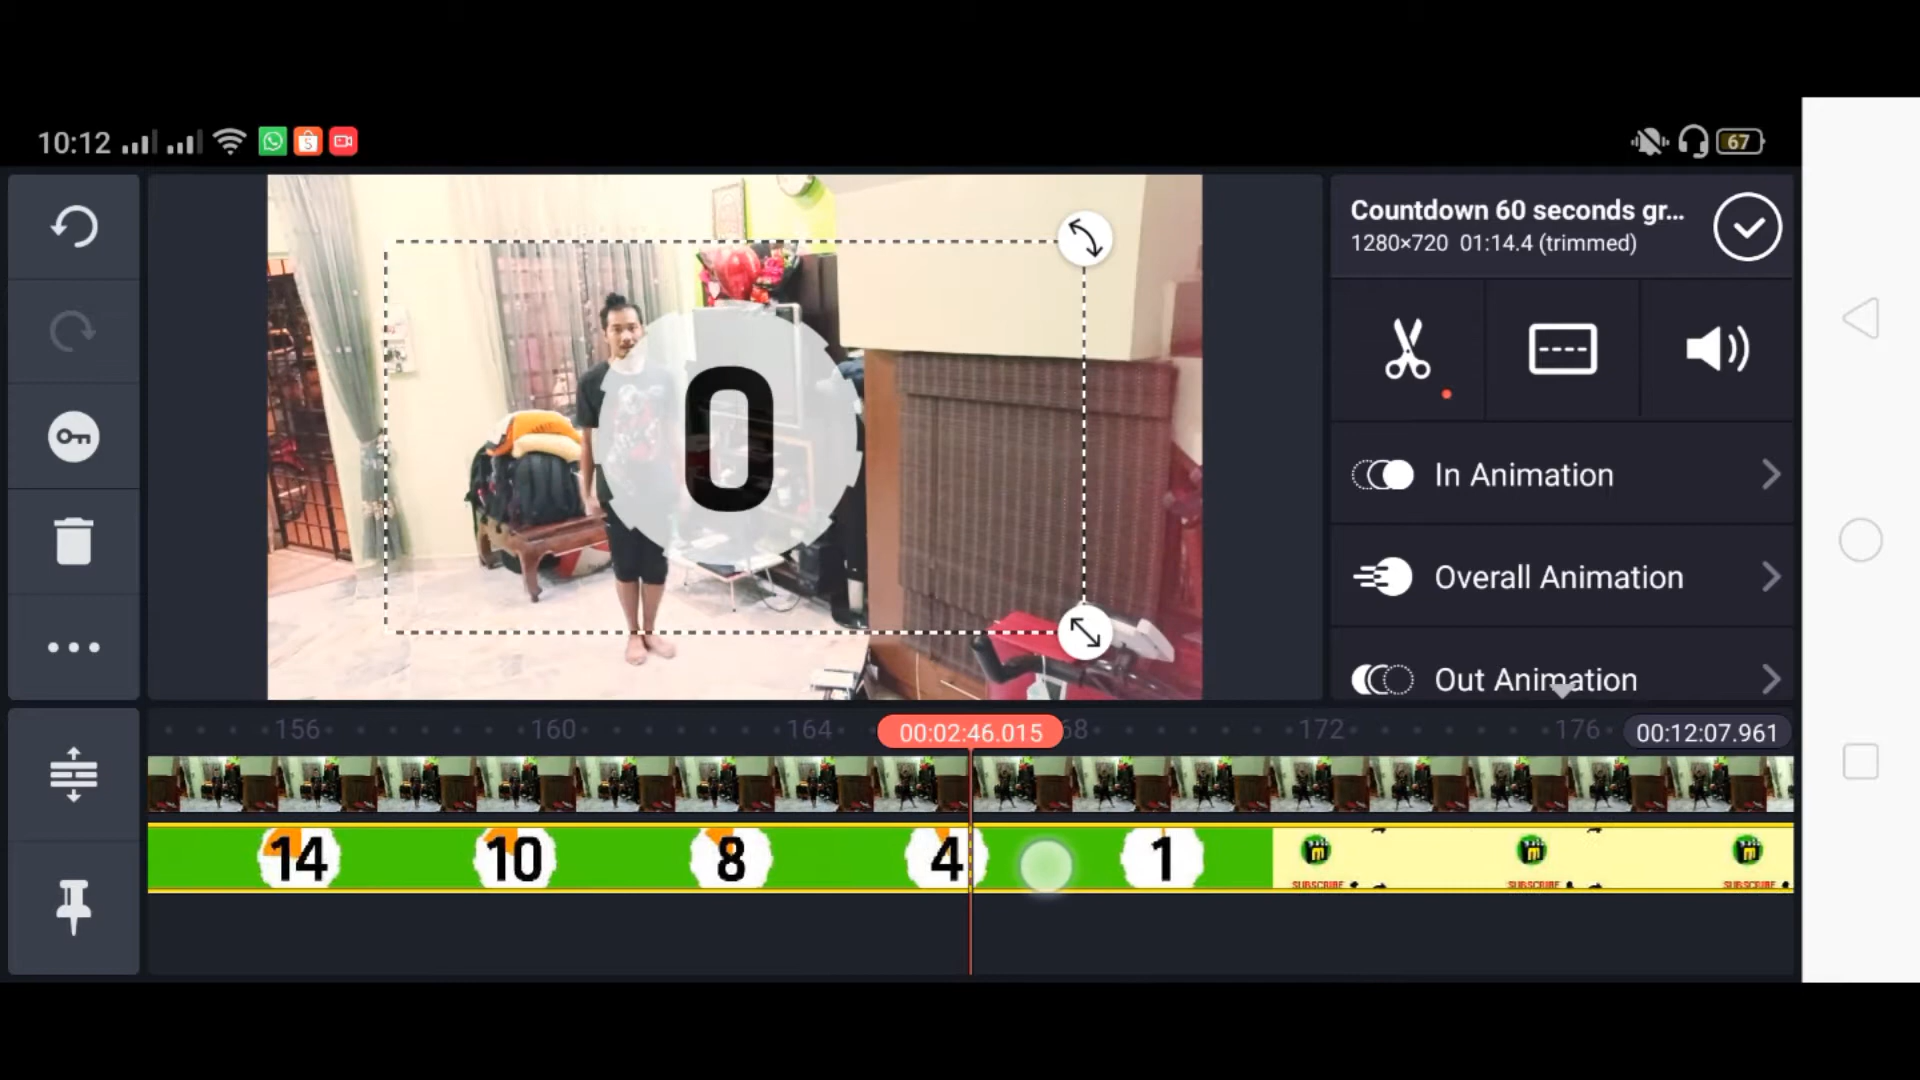 10:12
67
Countdown 60 seconds gr...
1280×720 01:14.4 (trimmed)
0
In Animation
Overall Animation
Out Animation
156 160 164 00:02:46.015 68 172 176 00:12:07.961
14 10 8 4 1
SUBSCRIBE SUBSCRIBE SUBSCRIBE